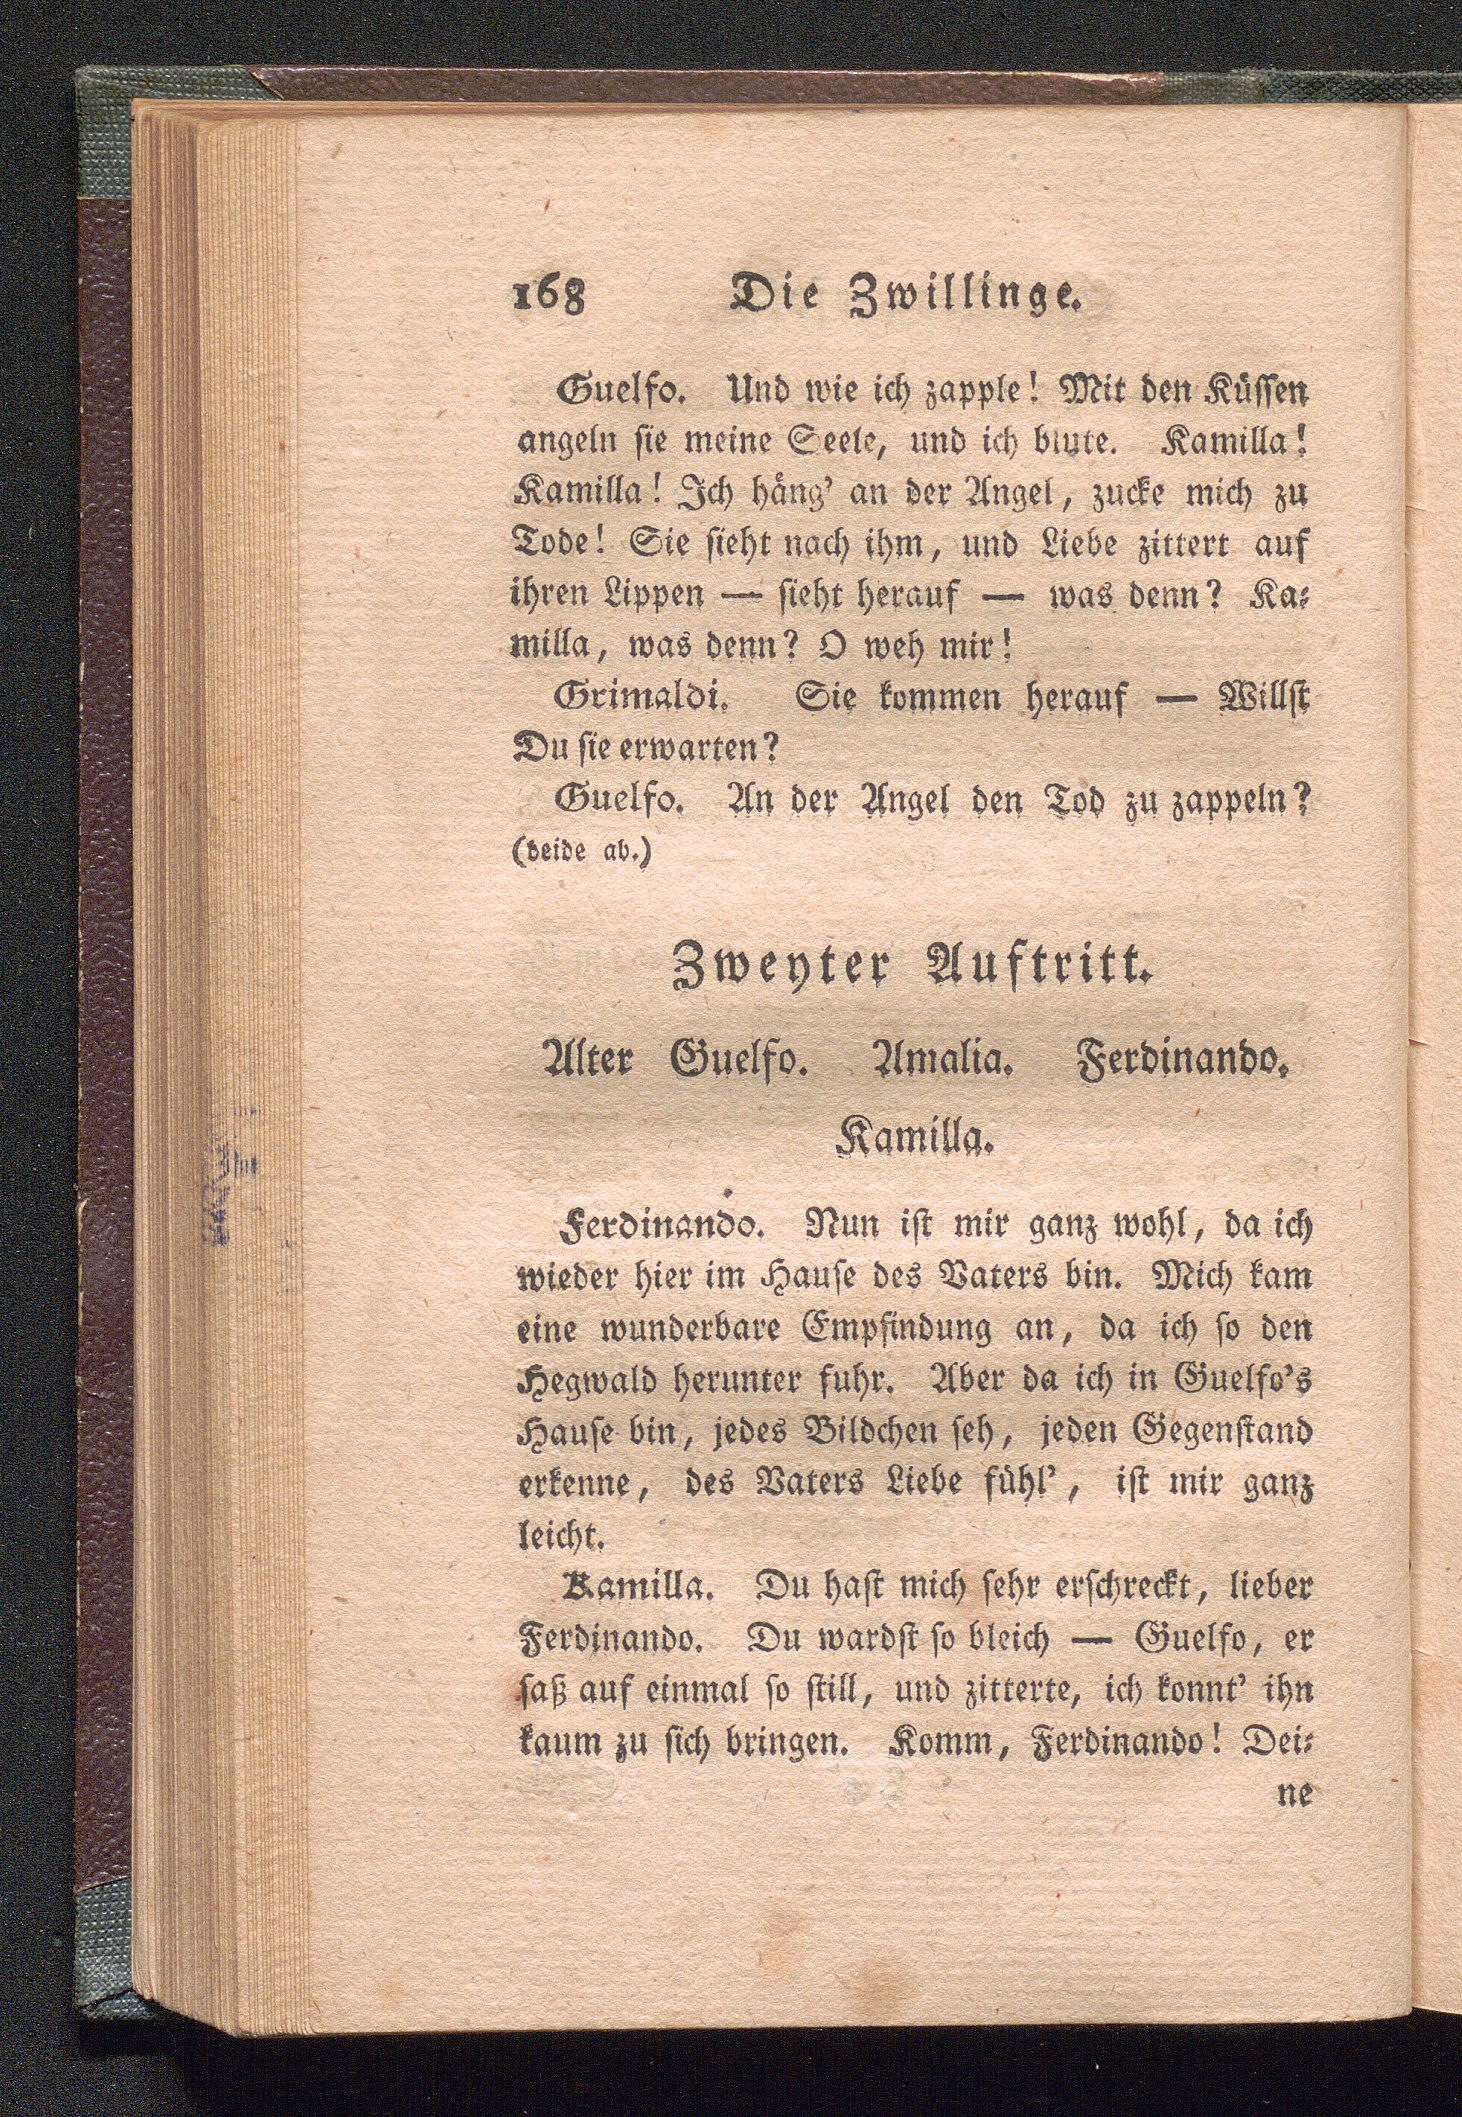 168 Die Zwillinge.
Guelfo. Und wie ich zapple! Mit den Küſſen
angeln ſie meine Seele, und ich blute. Kamilla!
Kamilla! Ich häng' an der Angel, zucke mich zu
Tode! Sie ſieht nach ihm, und Liebe zittert auf
ihren Lippen — ſieht herauf — was denn? Ka⸗
milla, was denn? O weh mir!
Grimaldi. Sie kommen herauf — Willſt
Du ſie erwarten?
Guelfo. An der Angel den Tod zu zappeln?
(beide ab.)
Zweyter Auftritt.
Alter Guelfo. Amalia. Ferdinando.
Kamilla.
Ferdinando. Nun iſt mir ganz wohl, da ich
wieder hier im Hauſe des Vaters bin. Mich kam
eine wunderbare Empfindung an, da ich ſo den
Hegwald herunter fuhr. Aber da ich in Guelfo's
Hauſe bin, jedes Bildchen ſeh, jeden Gegenſtand
erkenne, des Vaters Liebe fühl', iſt mir ganz
leicht.
Kamilla. Du haſt mich ſehr erſchreckt, lieber
Ferdinando. Du wardſt ſo bleich — Guelfo, er
ſaß auf einmal ſo ſtill, und zitterte, ich konnt' ihn
kaum zu ſich bringen. Komm, Ferdinando! Dei⸗
ne